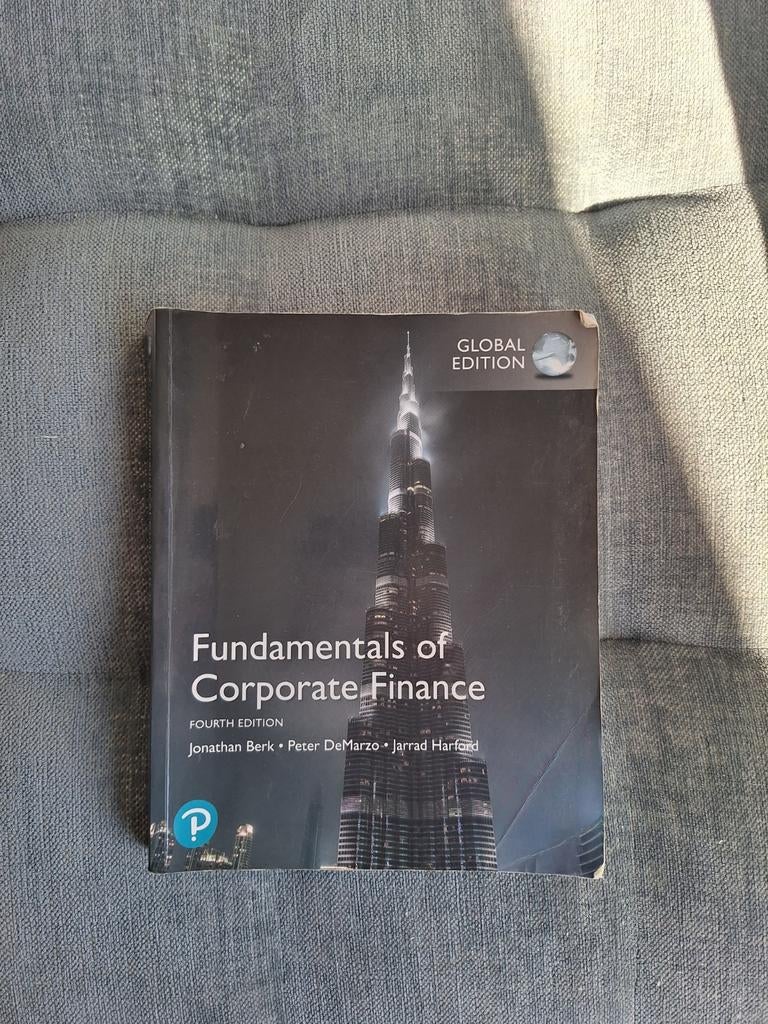 GLOBAL
EDITION
Fundamentals of
Corporate Finance
FOURTH EDITION
Jonathan Berk • Peter DeMarzo • Jarrad Harford
P